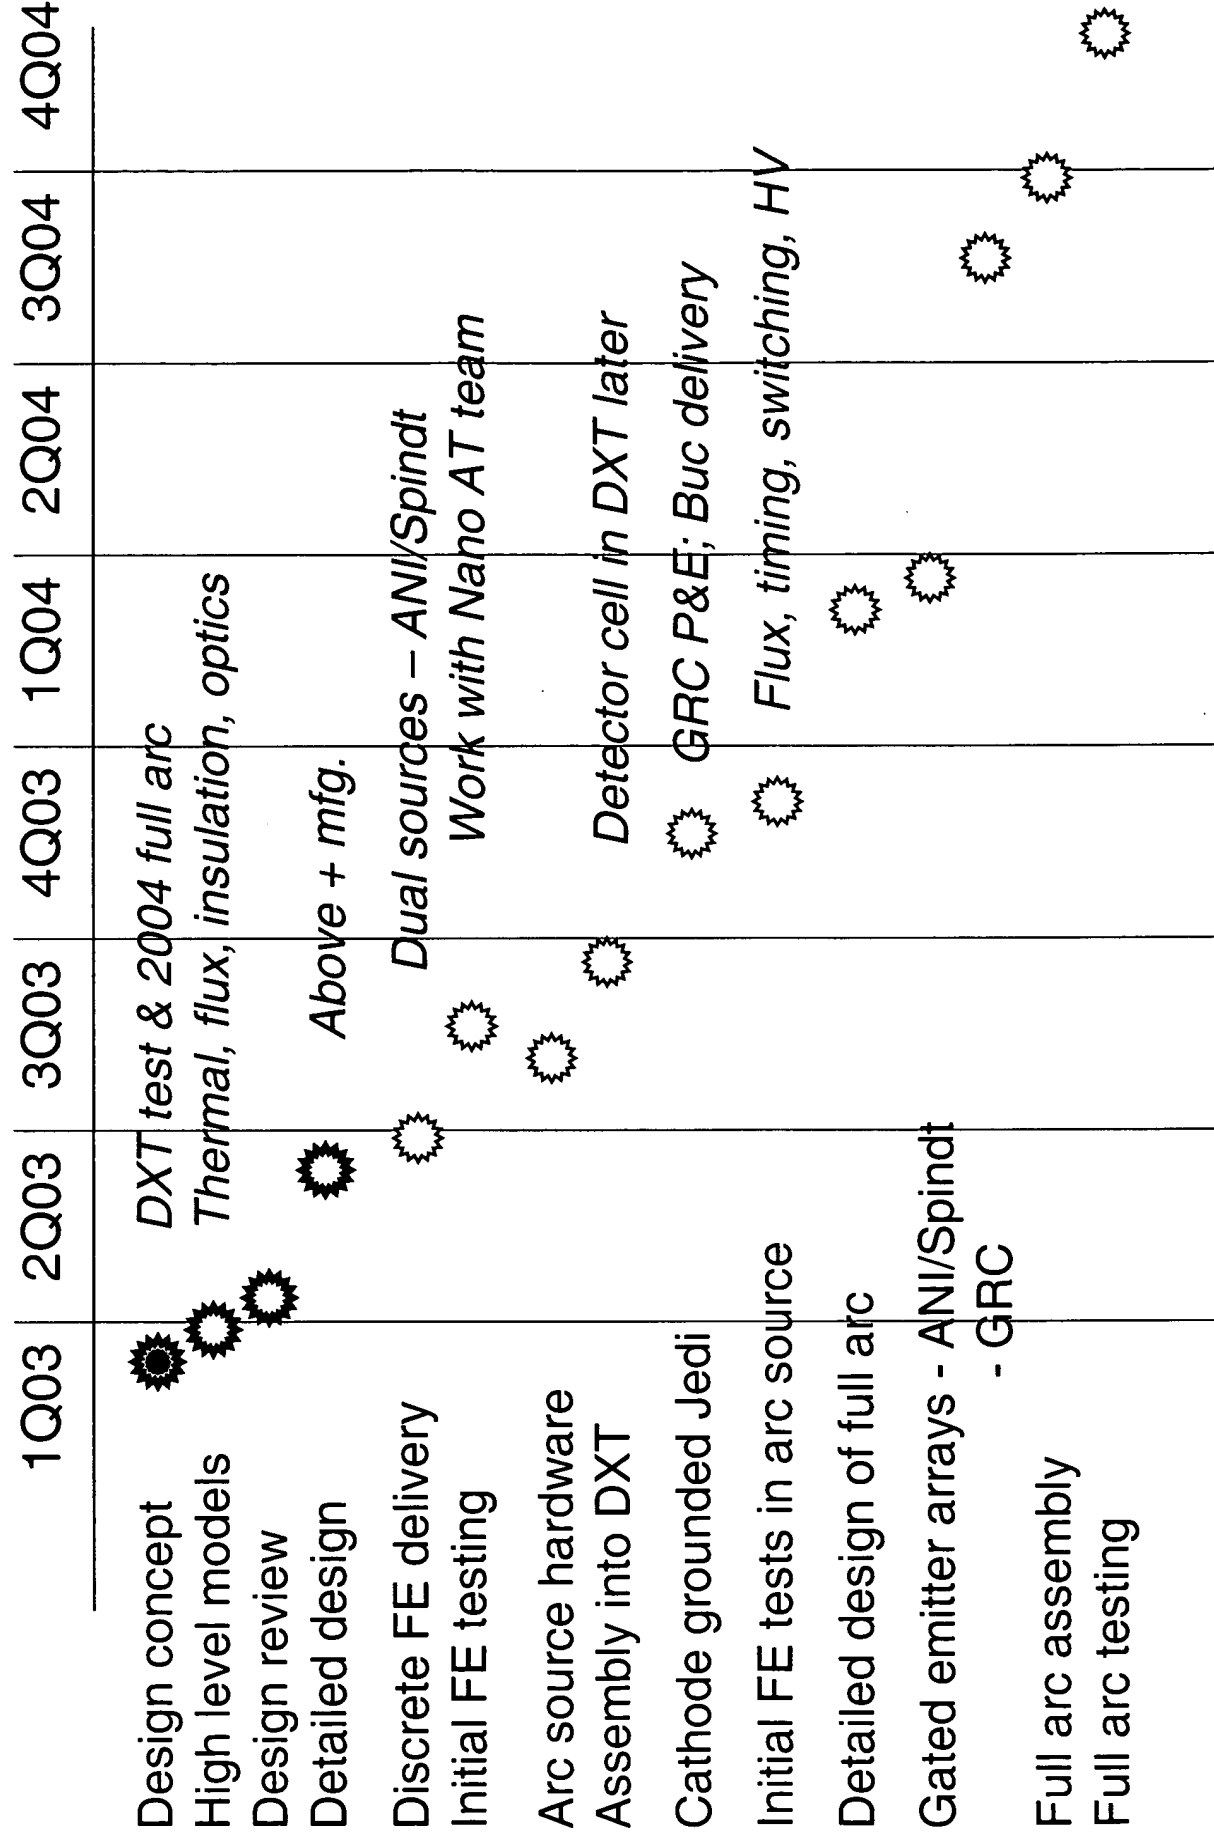 1Q03 2Q03 3Q03 4Q03 1Q04 2Q04 3Q04 4Q04
Design concept DXT test & 2004 full arc
High level models Thermal, flux, insulation, optics
Design review
Detailed design Above + mfg.
Discrete FE delivery Dual sources – ANI/Spindt
Initial FE testing Work with Nano AT team
Arc source hardware
Assembly into DXT Detector cell in DXT later
Cathode grounded Jedi GRC P&E; Buc delivery
Initial FE tests in arc source Flux, timing, switching, HV
Detailed design of full arc
Gated emitter arrays - ANI/Spindt
- GRC
Full arc assembly
Full arc testing